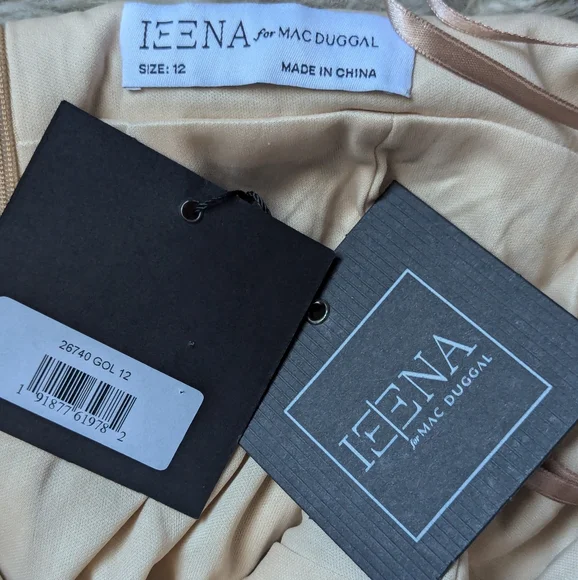 IEENA for MAC DUGGAL
SIZE: 12 MADE IN CHINA
26740 GOL 12
1 91877 61978 2
IEENA
for MAC DUGGAL